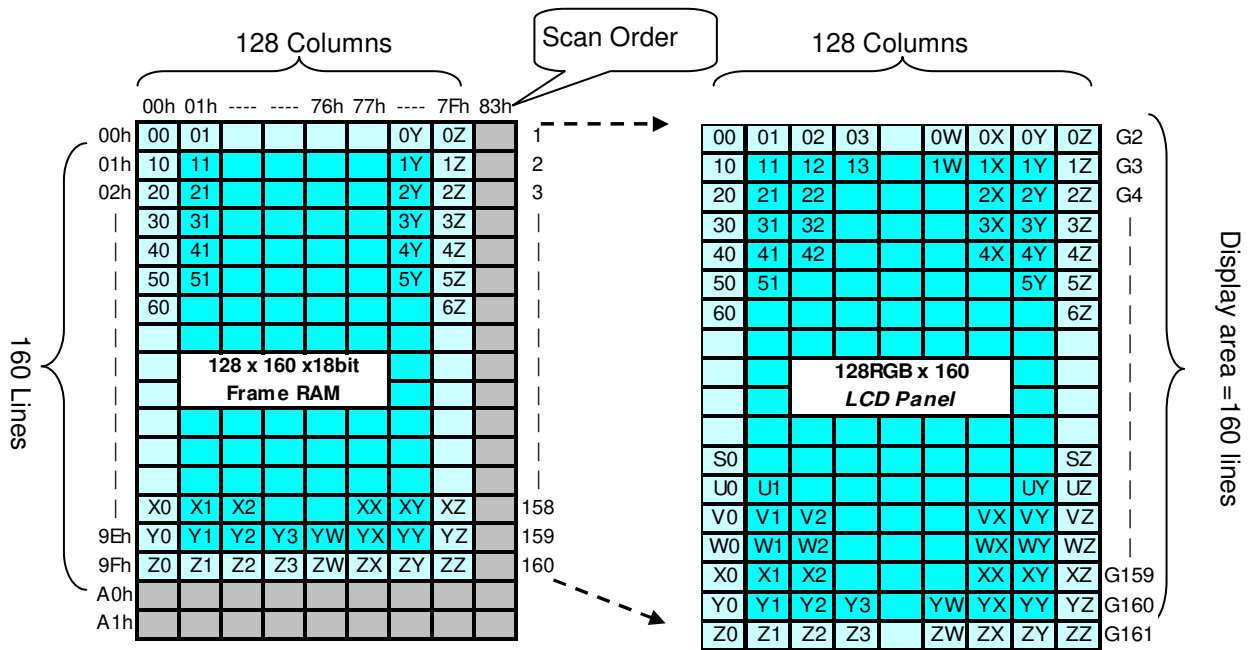 128 Columns
Scan Order
128 Columns
00h 01h ---- ---- 76h 77h ---- 7Fh 83h
00h 00 01 0Y 0Z 1
01h 10 11 1Y 1Z 2
02h 20 21 2Y 2Z 3
30 31 3Y 3Z
40 41 4Y 4Z
50 51 5Y 5Z
60 6Z
128 x 160 x18bit
Frame RAM
X0 X1 X2 XX XY XZ 158
9Eh Y0 Y1 Y2 Y3 YW YX YY YZ 159
9Fh Z0 Z1 Z2 Z3 ZW ZX ZY ZZ 160
A0h
A1h
160 Lines
00 01 02 03 0W 0X 0Y 0Z G2
10 11 12 13 1W 1X 1Y 1Z G3
20 21 22 2X 2Y 2Z G4
30 31 32 3X 3Y 3Z
40 41 42 4X 4Y 4Z
50 51 5Y 5Z
60 6Z
128RGB x 160
LCD Panel
S0 SZ
U0 U1 UY UZ
V0 V1 V2 VX VY VZ
W0 W1 W2 WX WY WZ
X0 X1 X2 XX XY XZ G159
Y0 Y1 Y2 Y3 YW YX YY YZ G160
Z0 Z1 Z2 Z3 ZW ZX ZY ZZ G161
Display area =160 lines